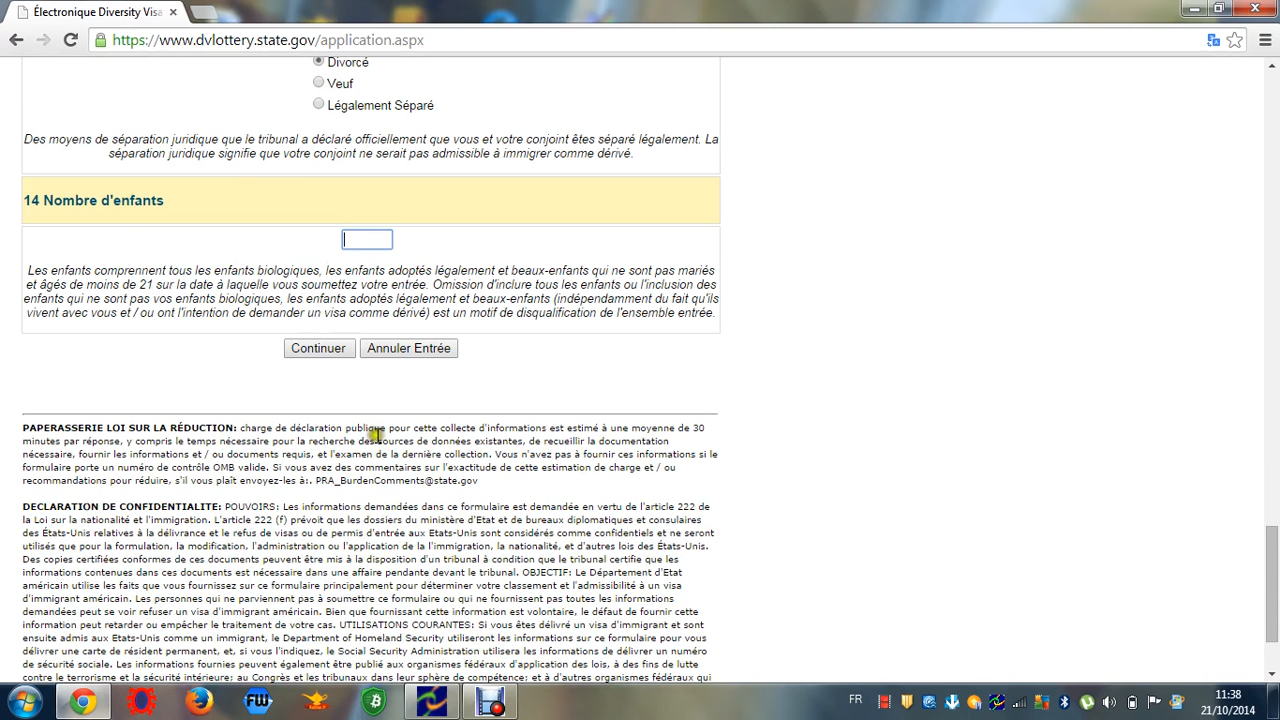 Électronique Diversity Visa
https://www.dvlottery.state.gov/application.aspx
Divorcé
Veuf
Légalement Séparé
Des moyens de séparation juridique que le tribunal a déclaré officiellement que vous et votre conjoint êtes séparé légalement. La
séparation juridique signifie que votre conjoint ne serait pas admissible à immigrer comme dérivé.
14 Nombre d'enfants
Les enfants comprennent tous les enfants biologiques, les enfants adoptés légalement et beaux-enfants qui ne sont pas mariés
et âgés de moins de 21 sur la date à laquelle vous soumettez votre entrée. Omission d'inclure tous les enfants ou l'inclusion des
enfants qui ne sont pas vos enfants biologiques, les enfants adoptés légalement et beaux-enfants (indépendamment du fait qu'ils
vivent avec vous et / ou ont l'intention de demander un visa comme dérivé) est un motif de disqualification de l'ensemble entrée.
Continuer Annuler Entrée
PAPERASSERIE LOI SUR LA RÉDUCTION: charge de déclaration publique pour cette collecte d'informations est estimé à une moyenne de 30
minutes par réponse, y compris le temps nécessaire pour la recherche des sources de données existantes, de recueillir la documentation
nécessaire, fournir les informations et / ou documents requis, et l'examen de la dernière collection. Vous n'avez pas à fournir ces informations si le
formulaire porte un numéro de contrôle OMB valide. Si vous avez des commentaires sur l'exactitude de cette estimation de charge et / ou
recommandations pour réduire, s'il vous plaît envoyez-les à:. PRA_BurdenComments@state.gov
DECLARATION DE CONFIDENTIALITE: POUVOIRS: Les informations demandées dans ce formulaire est demandée en vertu de l'article 222 de
la Loi sur la nationalité et l'immigration. L'article 222 (f) prévoit que les dossiers du ministère d'Etat et de bureaux diplomatiques et consulaires
des États-Unis relatives à la délivrance et le refus de visas ou de permis d'entrée aux Etats-Unis sont considérés comme confidentiels et ne seront
utilisés que pour la formulation, la modification, l'administration ou l'application de la l'immigration, la nationalité, et d'autres lois des États-Unis.
Des copies certifiées conformes de ces documents peuvent être mis à la disposition d'un tribunal à condition que le tribunal certifie que les
informations contenues dans ces documents est nécessaire dans une affaire pendante devant le tribunal. OBJECTIF: Le Département d'Etat
américain utilise les faits que vous fournissez sur ce formulaire principalement pour déterminer votre classement et l'admissibilité à un visa
d'immigrant américain. Les personnes qui ne parviennent pas à soumettre ce formulaire ou qui ne fournissent pas toutes les informations
demandées peut se voir refuser un visa d'immigrant américain. Bien que fournissant cette information est volontaire, le défaut de fournir cette
information peut retarder ou empêcher le traitement de votre cas. UTILISATIONS COURANTES: Si vous êtes délivré un visa d'immigrant et sont
ensuite admis aux Etats-Unis comme un immigrant, le Department of Homeland Security utiliseront les informations sur ce formulaire pour vous
délivrer une carte de résident permanent, et, si vous l'indiquez, le Social Security Administration utilisera les informations de délivrer un numéro
de sécurité sociale. Les informations fournies peuvent également être publié aux organismes fédéraux d'application des lois, à des fins de lutte
contre le terrorisme et la sécurité intérieure; au Congrès et les tribunaux dans leur sphère de compétence; et à d'autres organismes fédéraux qui
FW
FR
11:38
21/10/2014